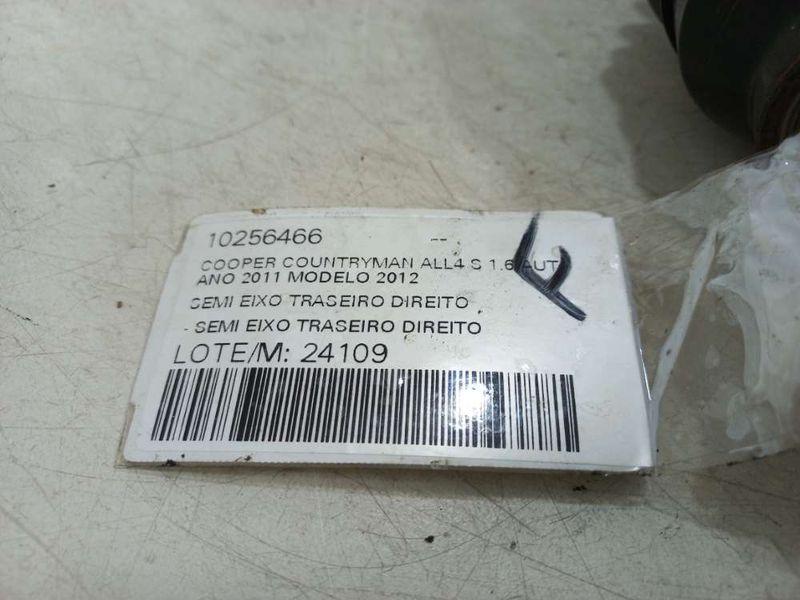 10256466 --
COOPER COUNTRYMAN ALL4 S 1.6 AUT
ANO 2011 MODELO 2012
SEMI EIXO TRASEIRO DIREITO
- SEMI EIXO TRASEIRO DIREITO
LOTE/M: 24109
F